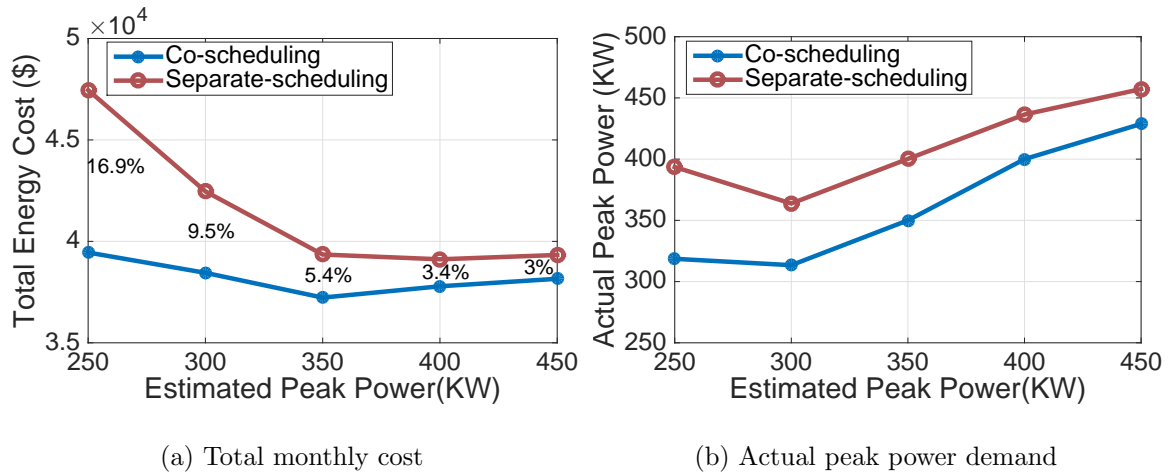 ×10⁴
5
4.5
4
3.5
Total Energy Cost ($)
Co-scheduling
Separate-scheduling
16.9%
9.5%
5.4%
3.4%
3%
250 300 350 400 450
Estimated Peak Power(KW)
(a) Total monthly cost
500
450
400
350
300
250
Actual Peak Power (KW)
Co-scheduling
Separate-scheduling
250 300 350 400 450
Estimated Peak Power(KW)
(b) Actual peak power demand